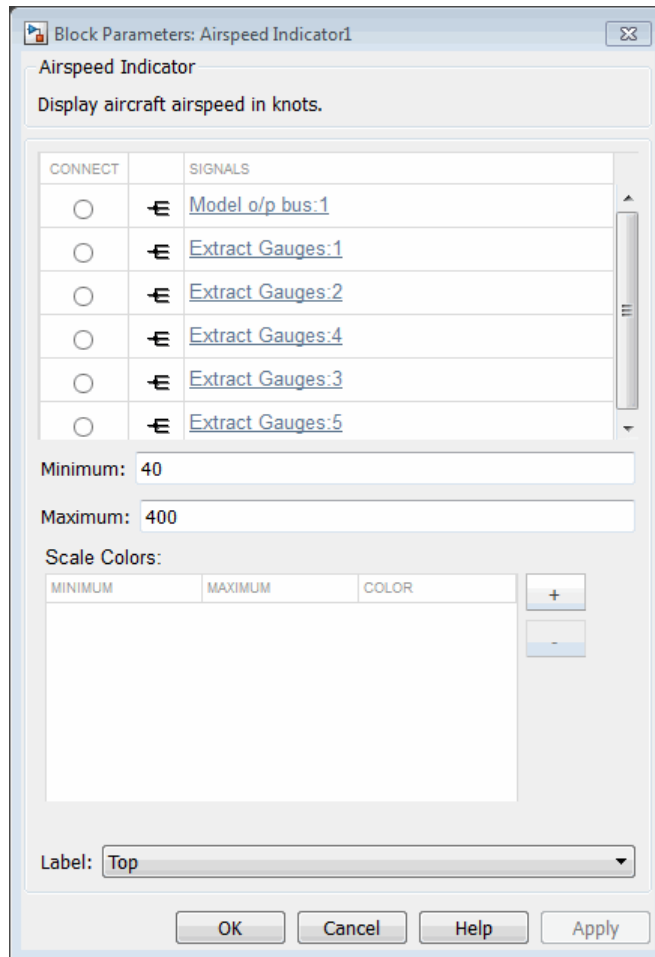 Block Parameters: Airspeed Indicator1
Airspeed Indicator
Display aircraft airspeed in knots.
CONNECT SIGNALS
Model o/p bus:1
Extract Gauges:1
Extract Gauges:2
Extract Gauges:4
Extract Gauges:3
Extract Gauges:5
Minimum: 40
Maximum: 400
Scale Colors:
MINIMUM MAXIMUM COLOR
+
-
Label: Top
OK Cancel Help Apply